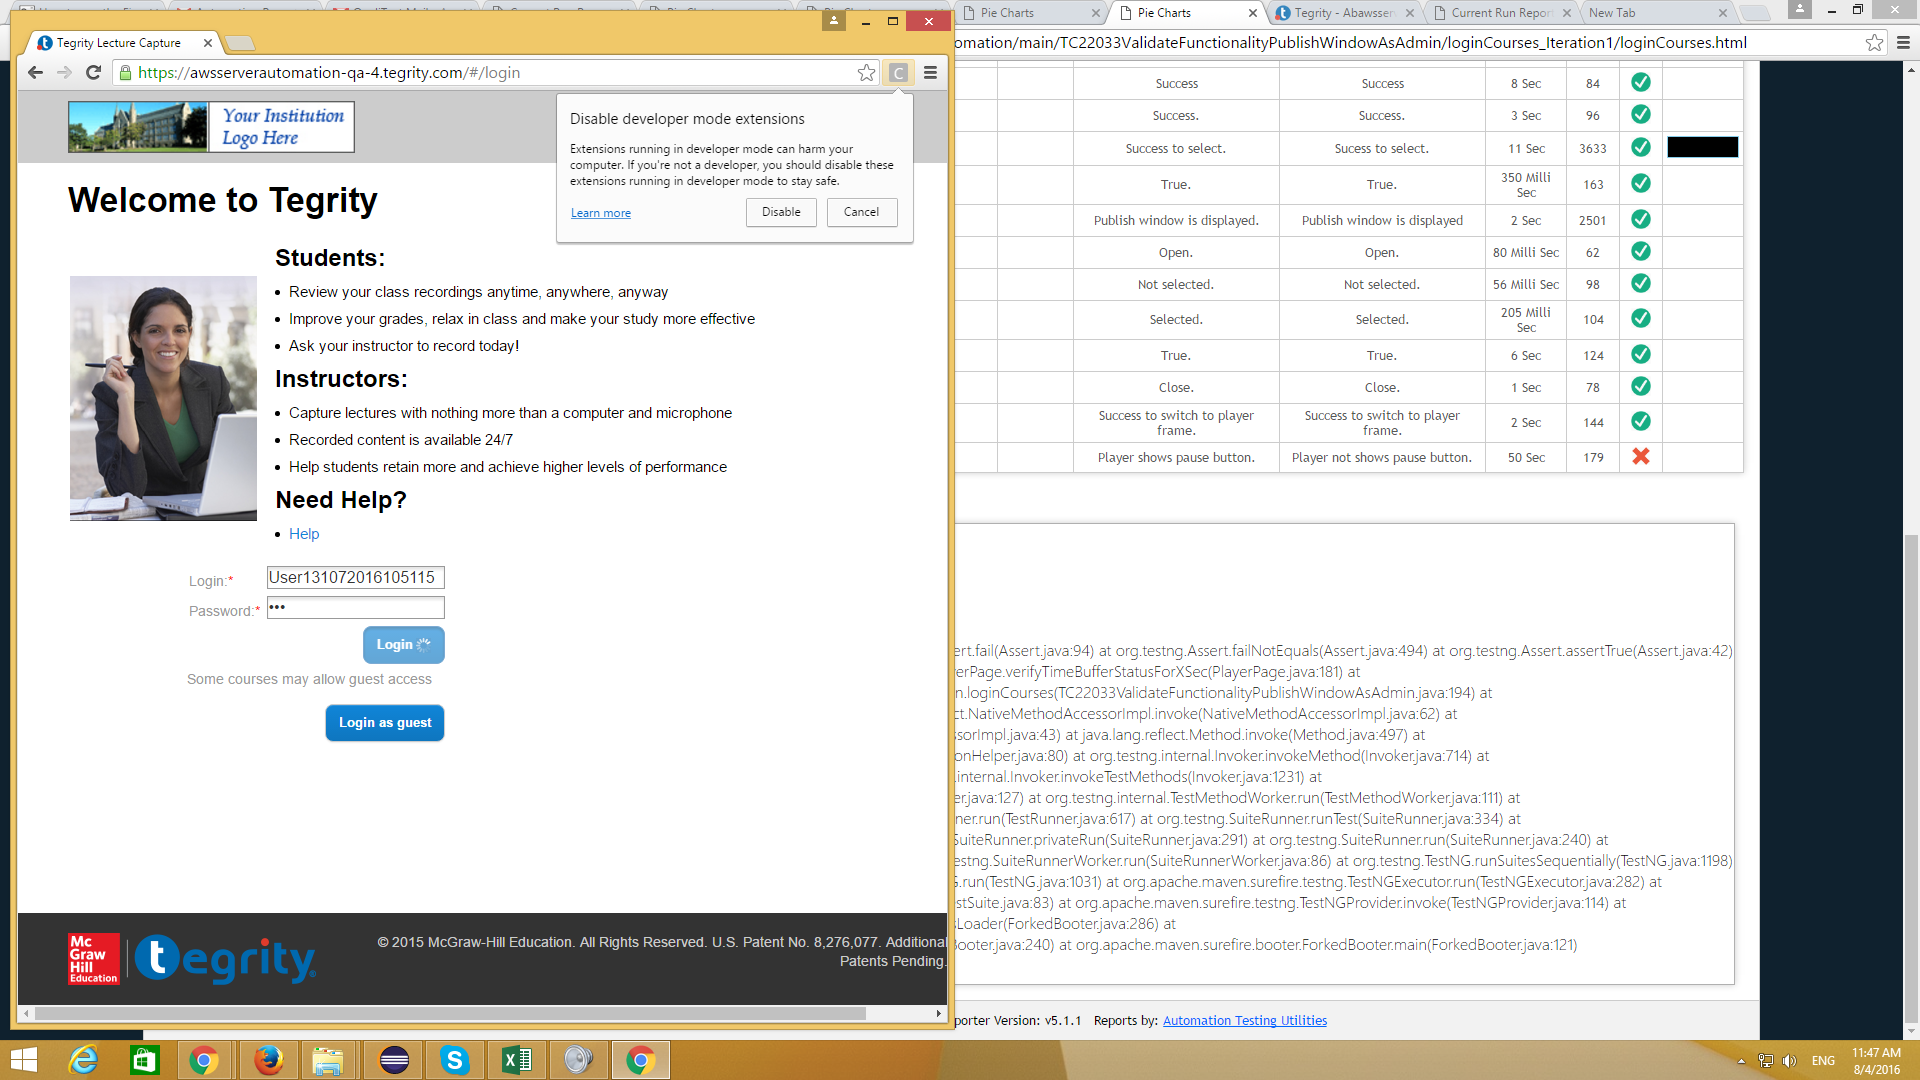 Pie Charts
Pie Charts
Tegrity - Abawsser
Current Run Repor
New Tab
Tegrity Lecture Capture
https://awsserverautomation-qa-4.tegrity.com/#/login
omation/main/TC22033ValidateFunctionalityPublishWindowAsAdmin/loginCourses_Iteration1/loginCourses.html
Your Institution
Logo Here
Disable developer mode extensions
Extensions running in developer mode can harm your
computer. If you're not a developer, you should disable these
extensions running in developer mode to stay safe.
Learn more
Disable
Cancel
Welcome to Tegrity
Students:
Review your class recordings anytime, anywhere, anyway
Improve your grades, relax in class and make your study more effective
Ask your instructor to record today!
Instructors:
Capture lectures with nothing more than a computer and microphone
Recorded content is available 24/7
Help students retain more and achieve higher levels of performance
Need Help?
Help
Login:*
User131072016105115
Password:*
•••
Login
Some courses may allow guest access
Login as guest
Mc
Graw
Hill
Education
tegrity
© 2015 McGraw-Hill Education. All Rights Reserved. U.S. Patent No. 8,276,077. Additional
Patents Pending.
Success Success 8 Sec 84
Success. Success. 3 Sec 96
Success to select. Sucess to select. 11 Sec 3633
True. True. 350 Milli Sec 163
Publish window is displayed. Publish window is displayed 2 Sec 2501
Open. Open. 80 Milli Sec 62
Not selected. Not selected. 56 Milli Sec 98
Selected. Selected. 205 Milli Sec 104
True. True. 6 Sec 124
Close. Close. 1 Sec 78
Success to switch to player frame. Success to switch to player frame. 2 Sec 144
Player shows pause button. Player not shows pause button. 50 Sec 179
ert.fail(Assert.java:94) at org.testng.Assert.failNotEquals(Assert.java:494) at org.testng.Assert.assertTrue(Assert.java:42)
yerPage.verifyTimeBufferStatusForXSec(PlayerPage.java:181) at
n.loginCourses(TC22033ValidateFunctionalityPublishWindowAsAdmin.java:194) at
ct.NativeMethodAccessorImpl.invoke(NativeMethodAccessorImpl.java:62) at
sorImpl.java:43) at java.lang.reflect.Method.invoke(Method.java:497) at
onHelper.java:80) at org.testng.internal.Invoker.invokeMethod(Invoker.java:714) at
.internal.Invoker.invokeTestMethods(Invoker.java:1231) at
er.java:127) at org.testng.internal.TestMethodWorker.run(TestMethodWorker.java:111) at
ner.run(TestRunner.java:617) at org.testng.SuiteRunner.runTest(SuiteRunner.java:334) at
SuiteRunner.privateRun(SuiteRunner.java:291) at org.testng.SuiteRunner.run(SuiteRunner.java:240) at
estng.SuiteRunnerWorker.run(SuiteRunnerWorker.java:86) at org.testng.TestNG.runSuitesSequentially(TestNG.java:1198)
G.run(TestNG.java:1031) at org.apache.maven.surefire.testng.TestNGExecutor.run(TestNGExecutor.java:282) at
estSuite.java:83) at org.apache.maven.surefire.testng.TestNGProvider.invoke(TestNGProvider.java:114) at
sLoader(ForkedBooter.java:286) at
Booter.java:240) at org.apache.maven.surefire.booter.ForkedBooter.main(ForkedBooter.java:121)
porter Version: v5.1.1 Reports by: Automation Testing Utilities
ENG
11:47 AM
8/4/2016